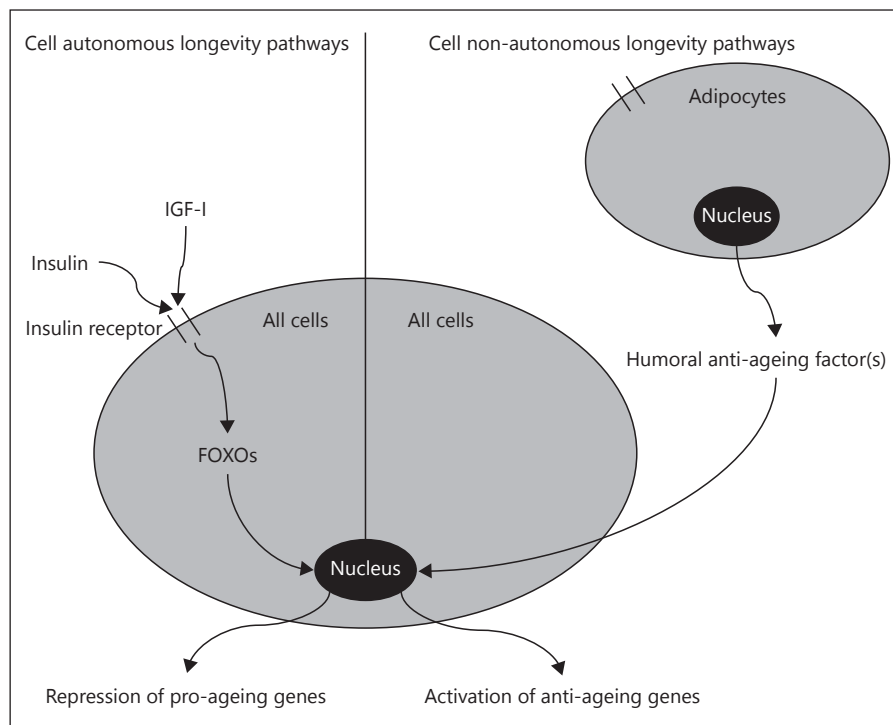 Cell autonomous longevity pathways
Cell non-autonomous longevity pathways
Adipocytes
Nucleus
IGF-I
Insulin
Insulin receptor
All cells
All cells
Humoral anti-ageing factor(s)
FOXOs
Nucleus
Repression of pro-ageing genes
Activation of anti-ageing genes